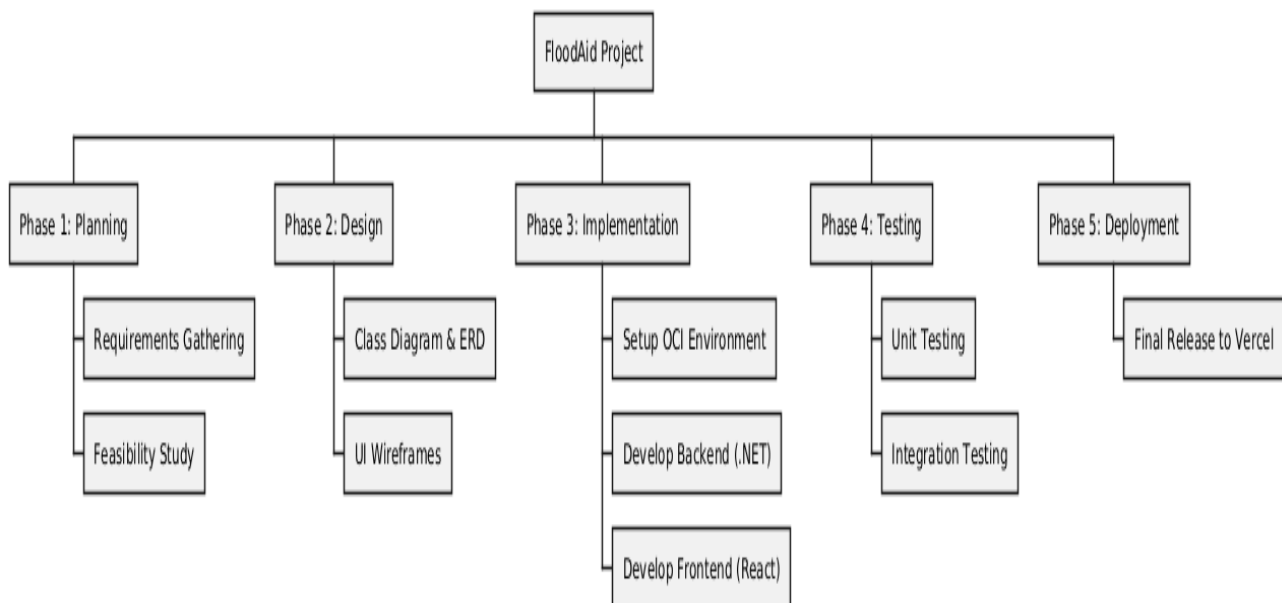 FloodAid Project
Phase 1: Planning
Phase 2: Design
Phase 3: Implementation
Phase 4: Testing
Phase 5: Deployment
Requirements Gathering
Class Diagram & ERD
Setup OCI Environment
Unit Testing
Final Release to Vercel
Feasibility Study
UI Wireframes
Develop Backend (.NET)
Integration Testing
Develop Frontend (React)